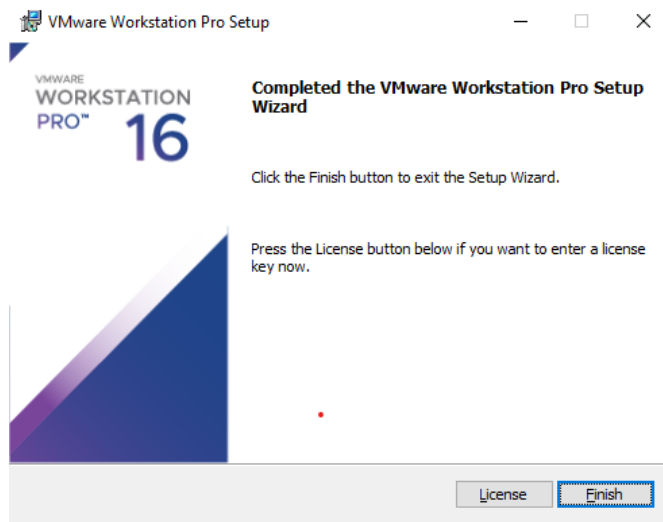 VMware Workstation Pro Setup
VMWARE
WORKSTATION
PRO™ 16
Completed the VMware Workstation Pro Setup
Wizard
Click the Finish button to exit the Setup Wizard.
Press the License button below if you want to enter a license
key now.
License
Finish